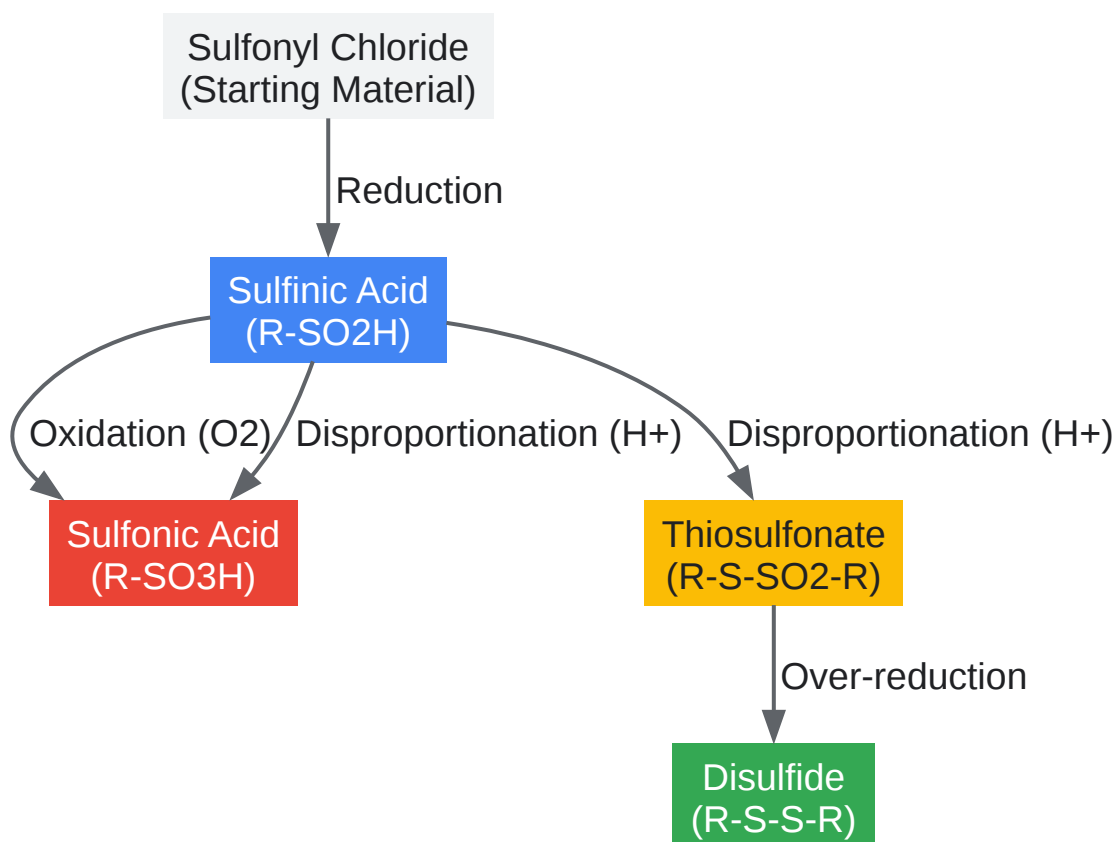 Sulfonyl Chloride
(Starting Material)
Reduction
Sulfinic Acid
(R-SO2H)
Oxidation (O2)
Disproportionation (H+)
Disproportionation (H+)
Sulfonic Acid
(R-SO3H)
Thiosulfonate
(R-S-SO2-R)
Over-reduction
Disulfide
(R-S-S-R)